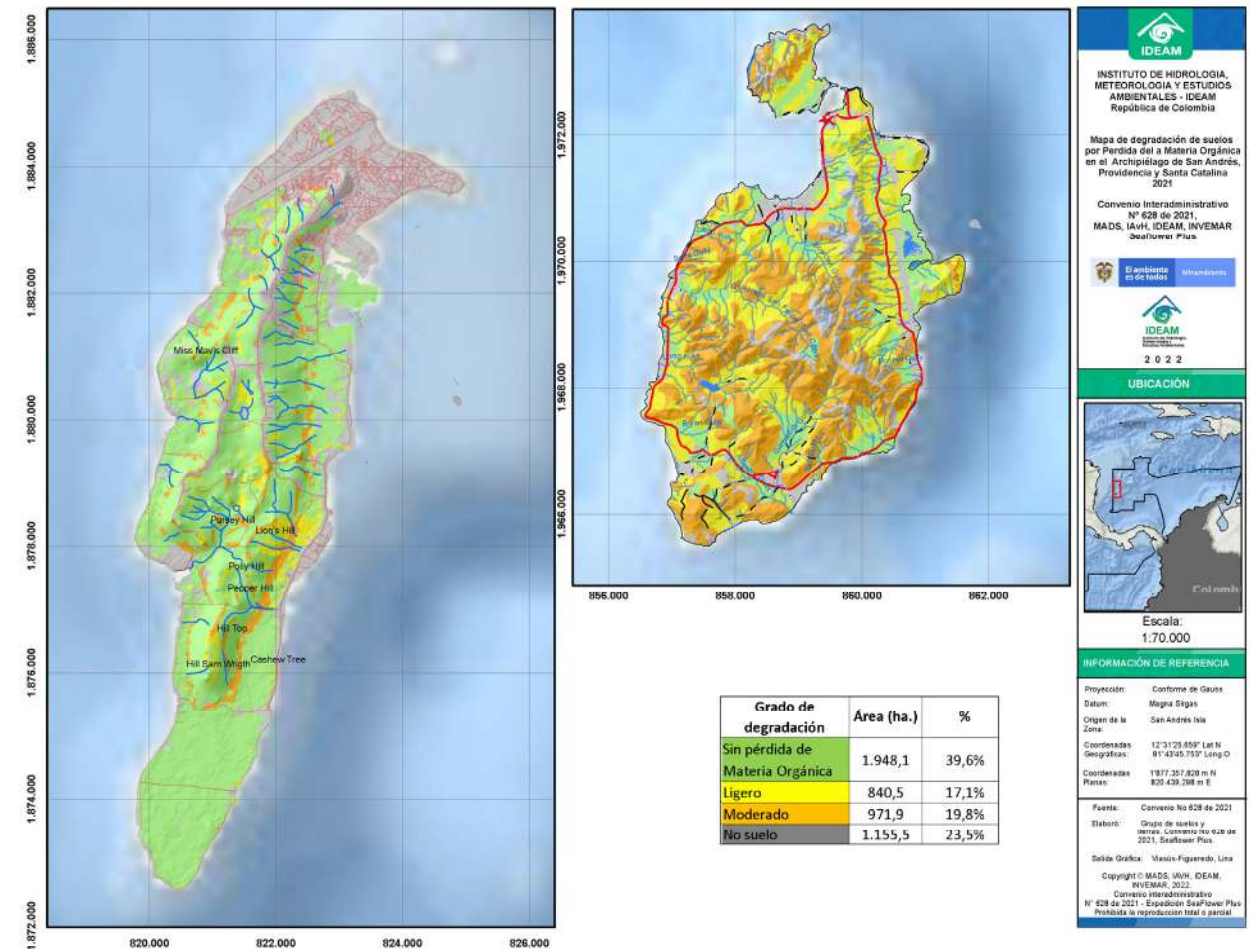 1.886.000
1.884.000
1.882.000
1.880.000
1.878.000
1.876.000
1.874.000
1.872.000
820.000
822.000
824.000
826.000
Miss Mavis Cliff
Pursey Hill
Lion's Hill
Polly Hill
Pepper Hill
Hill Top
Hill Sam Wrigth
Cashew Tree
1.972.000
1.970.000
1.968.000
1.966.000
856.000
858.000
860.000
862.000
Grado de
degradación
Área (ha.)
%
Sin pérdida de
Materia Orgánica
1.948,1
39,6%
Ligero
840,5
17,1%
Moderado
971,9
19,8%
No suelo
1.155,5
23,5%
IDEAM
INSTITUTO DE HIDROLOGIA,
METEOROLOGIA Y ESTUDIOS
AMBIENTALES - IDEAM
República de Colombia
Mapa de degradación de suelos
por Perdida del a Materia Orgánica
en el Archipiélago de San Andrés,
Providencia y Santa Catalina
2021
Convenio Interadministrativo
N° 628 de 2021,
MADS, IAvH, IDEAM, INVEMAR
Seaflower Plus
El ambiente
es de todos
Minambiente
IDEAM
2 0 2 2
UBICACIÓN
Colomb
Escala:
1:70.000
INFORMACIÓN DE REFERENCIA
Proyección: Conforme de Gauss
Datum: Magna Sirgas
Origen de la
Zona:
San Andrés Isla
Coordenadas
Geográficas:
12°31'25.659" Lat N
81°43'45.753" Long O
Coordenadas
Planas:
1'877.357,828 m N
820.439,298 m E
Fuente: Convenio No 628 de 2021
Elaboró: Grupo de suelos y
tierras. Convenio No 628 de
2021, Seaflower Plus.
Salida Gráfica: Viasús-Figueredo, Lina
Copyright © MADS, IAVH, IDEAM,
INVEMAR, 2022.
Convenio interadministrativo
N° 628 de 2021 - Expedición SeaFlower Plus
Prohibida la reproducción total o parcial